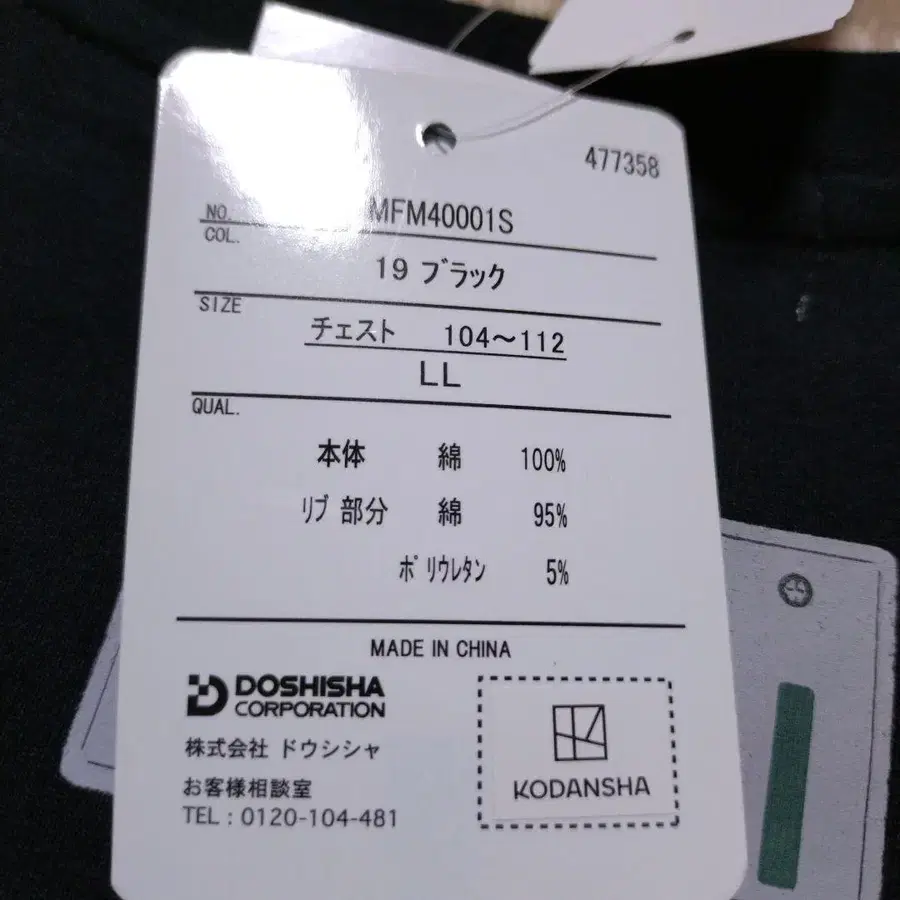 477358
NO. MFM40001S
COL.
19 ブラック
SIZE
チェスト 104～112
LL
QUAL.
本体 綿 100%
リブ 部分 綿 95%
ポリウレタン 5%
MADE IN CHINA
DOSHISHA
CORPORATION
株式会社 ドウシシャ
お客様相談室
TEL : 0120-104-481
KODANSHA